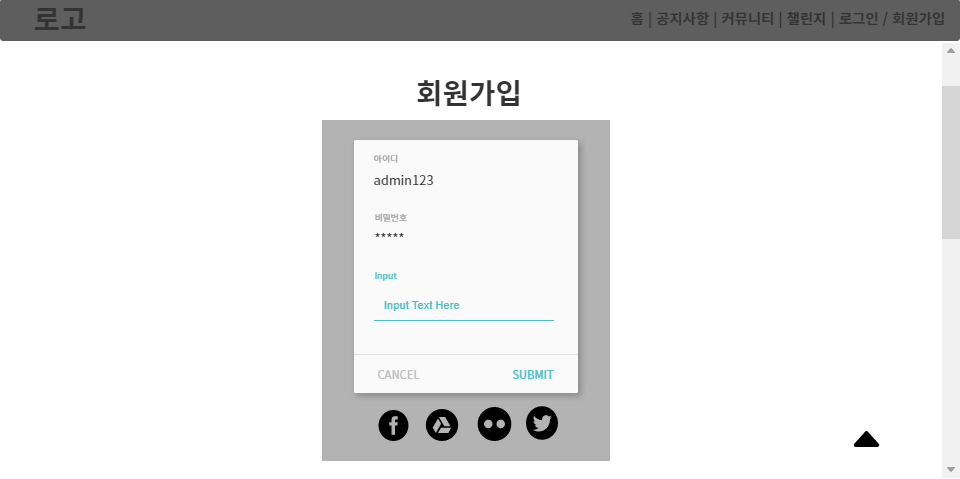 로고
홈 | 공지사항 | 커뮤니티 | 챌린지 | 로그인 / 회원가입
회원가입
아이디
admin123
비밀번호
*****
Input
Input Text Here
CANCEL SUBMIT